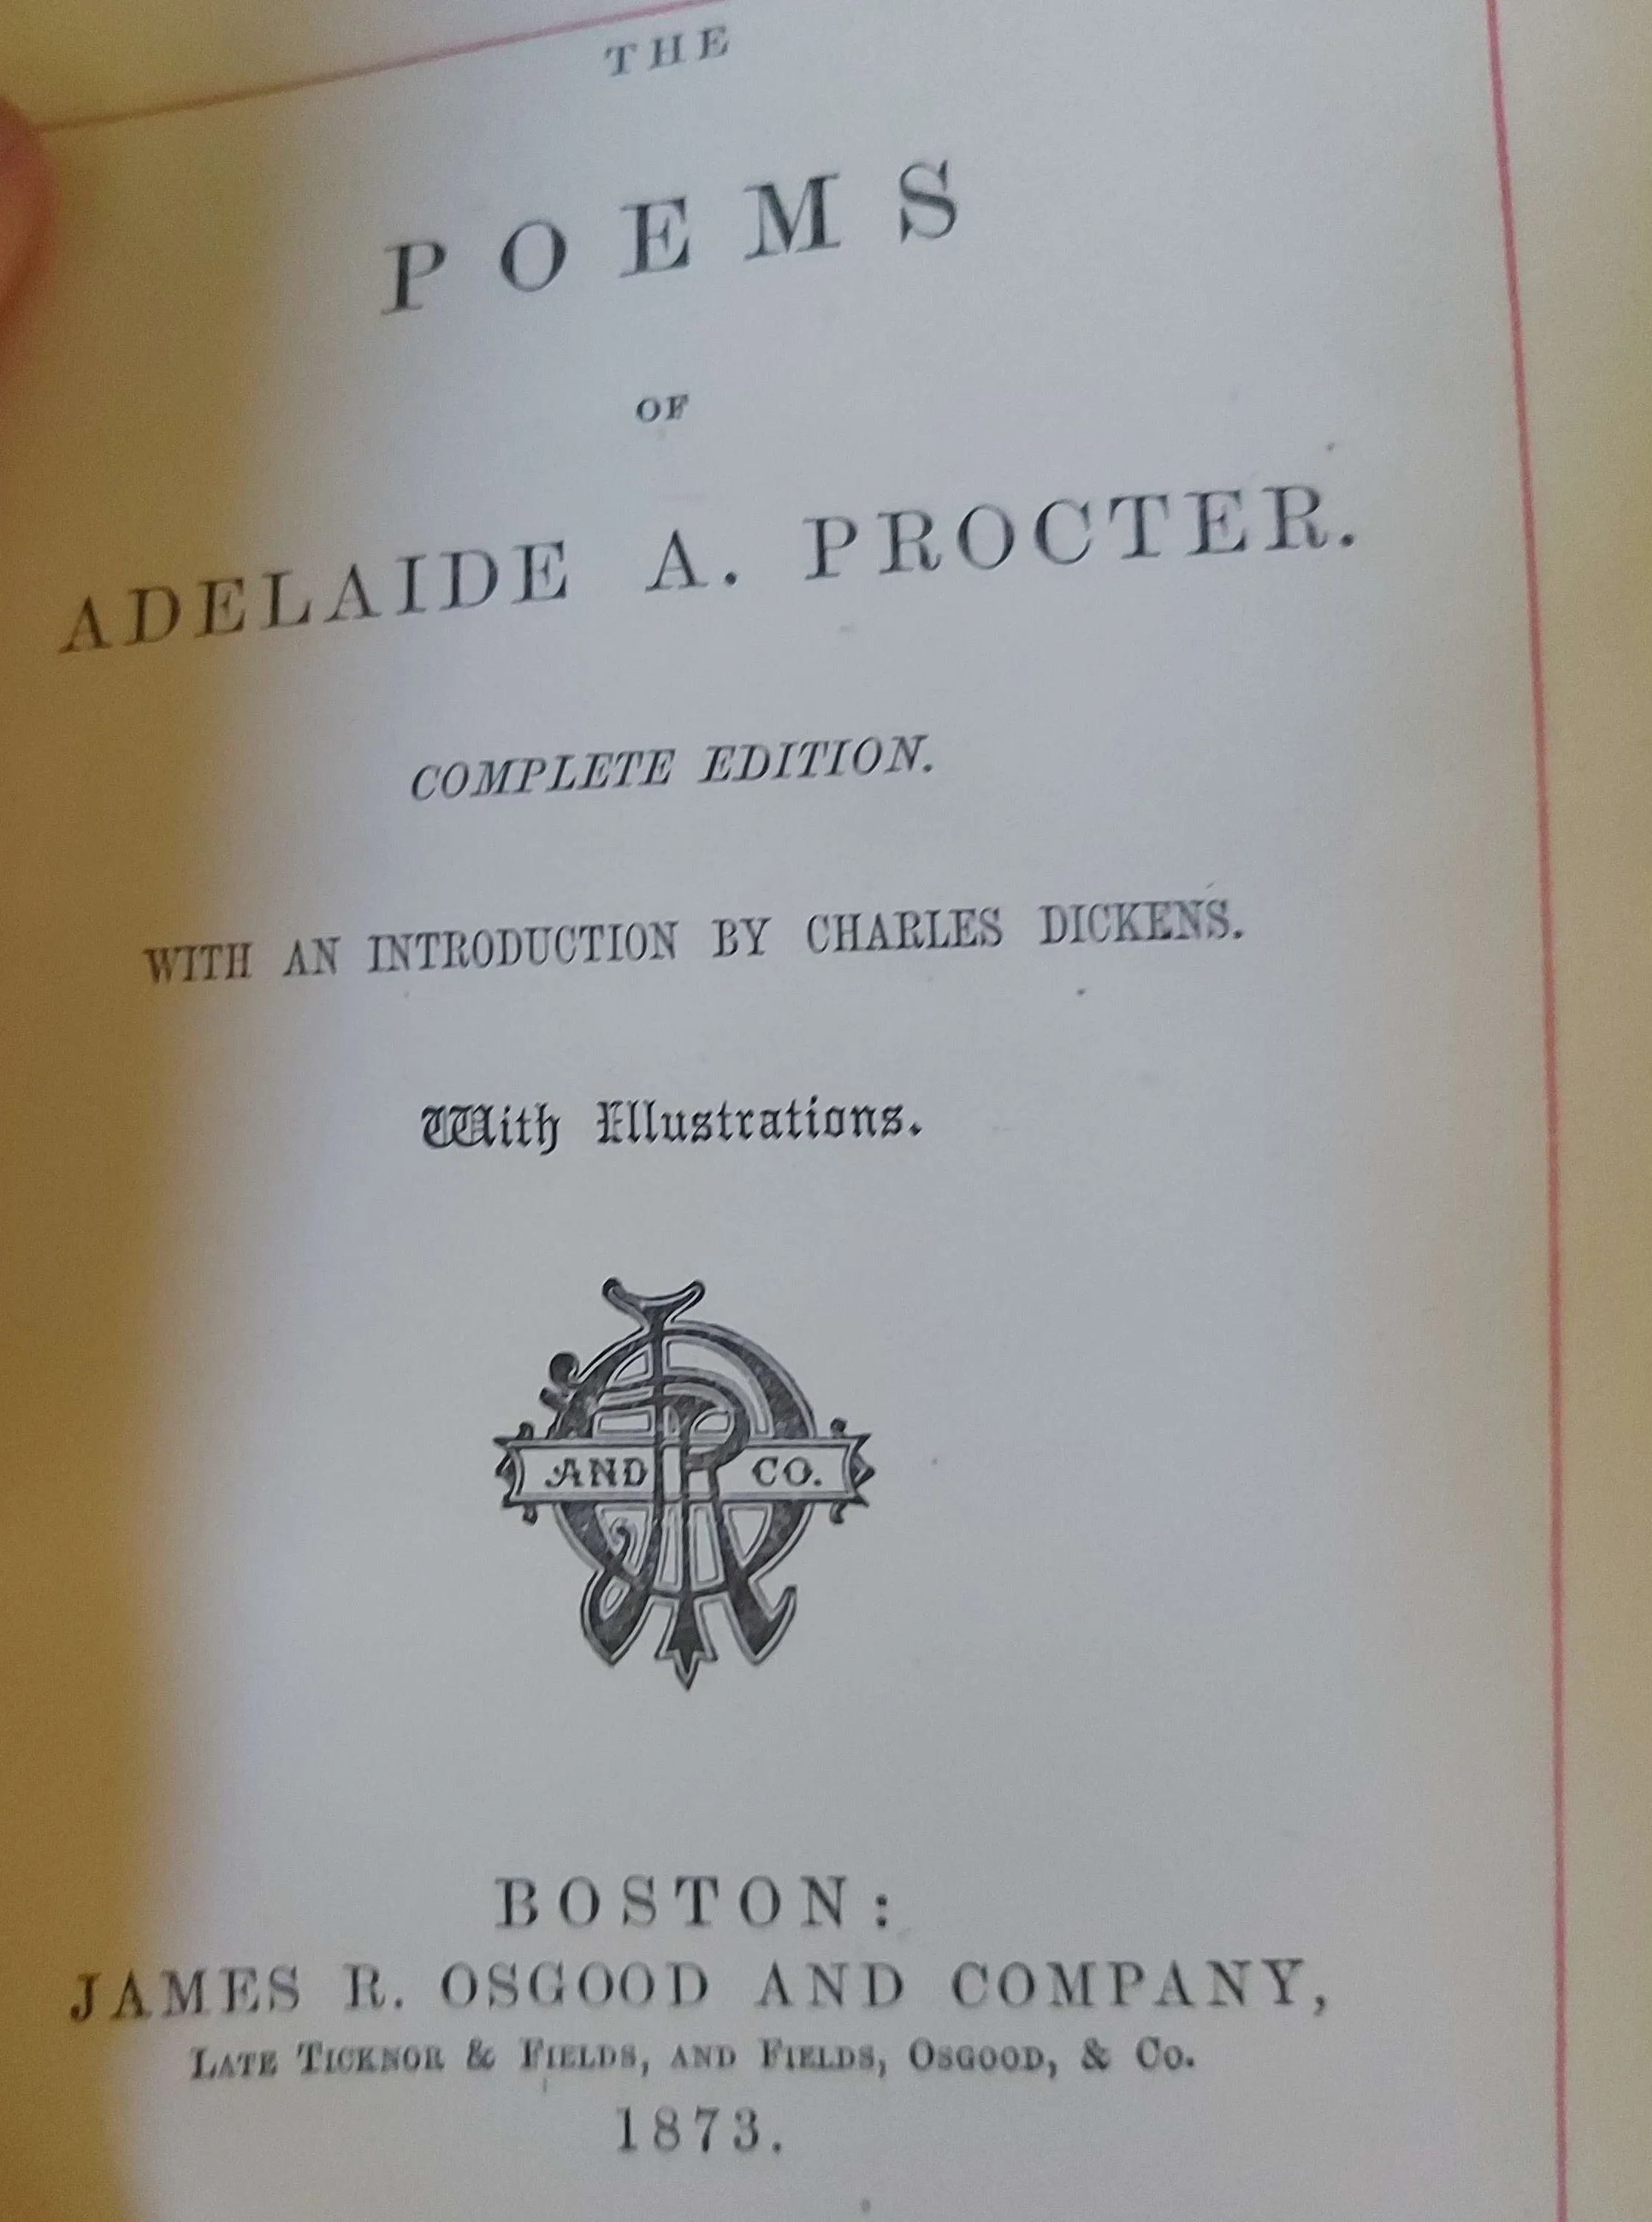 THE
POEMS
OF
ADELAIDE A. PROCTER.
COMPLETE EDITION.
WITH AN INTRODUCTION BY CHARLES DICKENS.
With Illustrations.
AND CO.
BOSTON:
JAMES R. OSGOOD AND COMPANY,
LATE TICKNOR & FIELDS, AND FIELDS, OSGOOD, & CO.
1873.